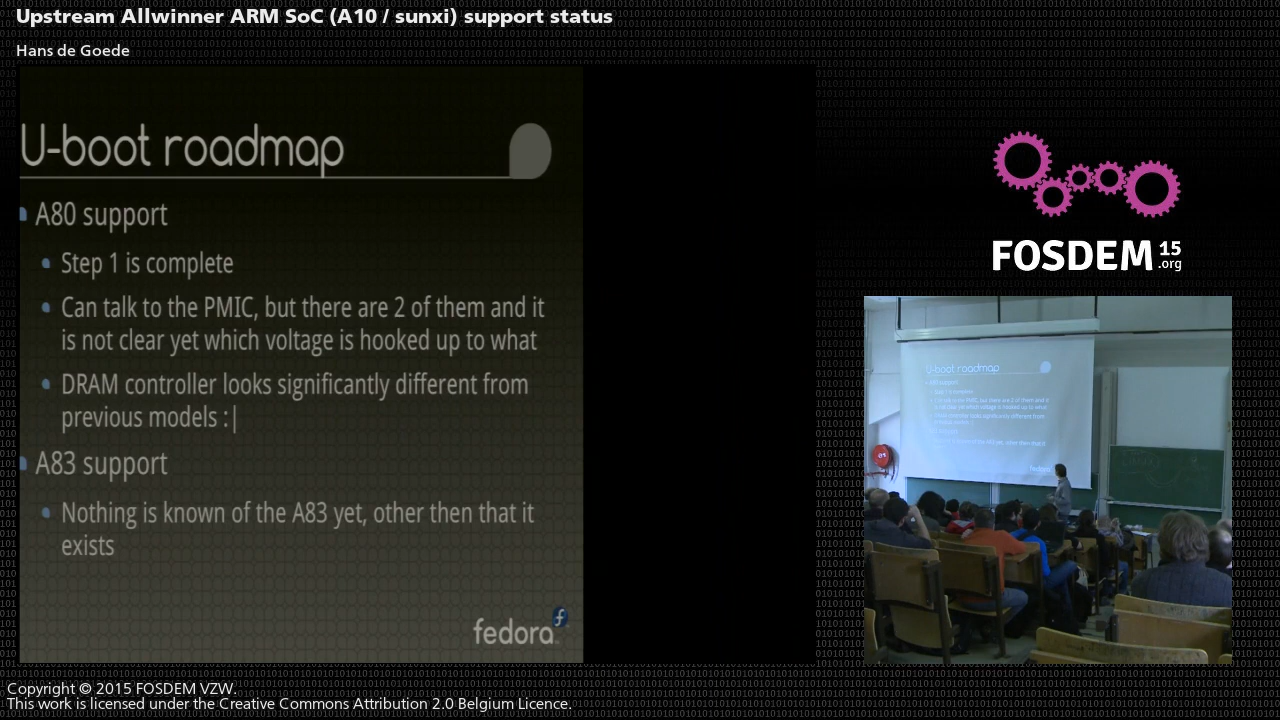 Upstream Allwinner ARM SoC (A10 / sunxi) support status
Hans de Goede
U-boot roadmap
A80 support
Step 1 is complete
Can talk to the PMIC, but there are 2 of them and it
is not clear yet which voltage is hooked up to what
DRAM controller looks significantly different from
previous models :|
A83 support
Nothing is known of the A83 yet, other then that it
exists
fedora
FOSDEM 15
.org
U-boot roadmap
Copyright © 2015 FOSDEM VZW.
This work is licensed under the Creative Commons Attribution 2.0 Belgium Licence.